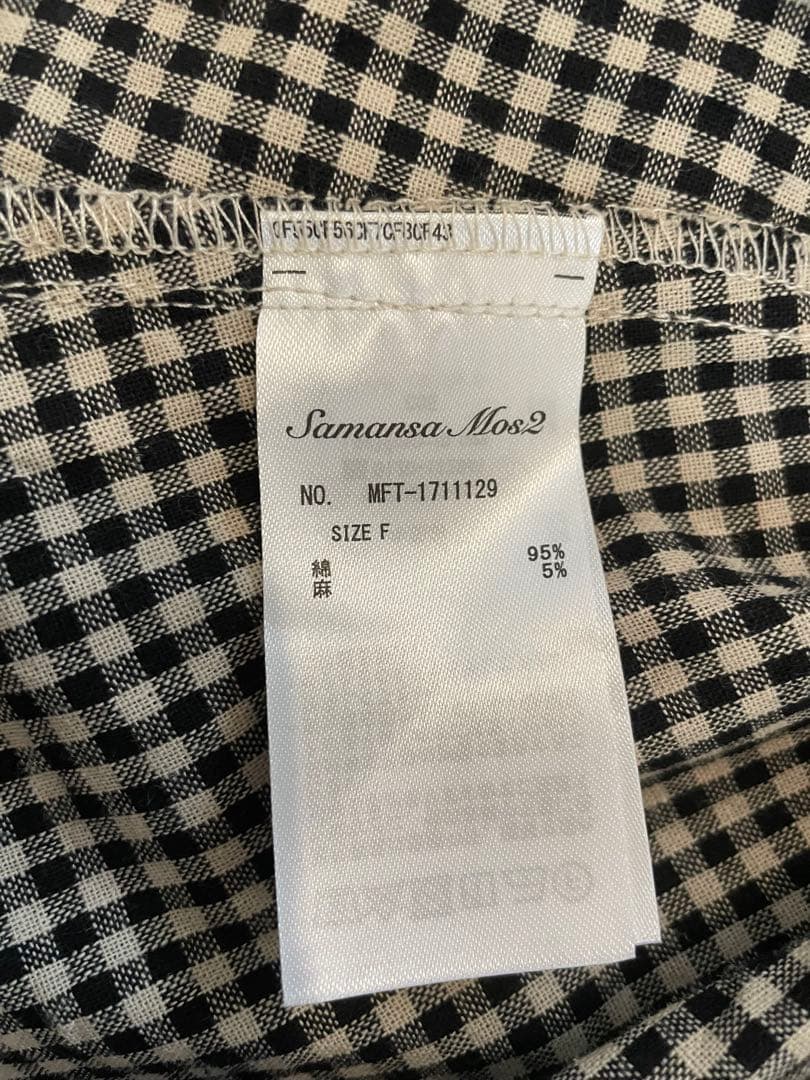 Samansa Mos2
NO. MFT-1711129
SIZE F
綿 95%
麻 5%